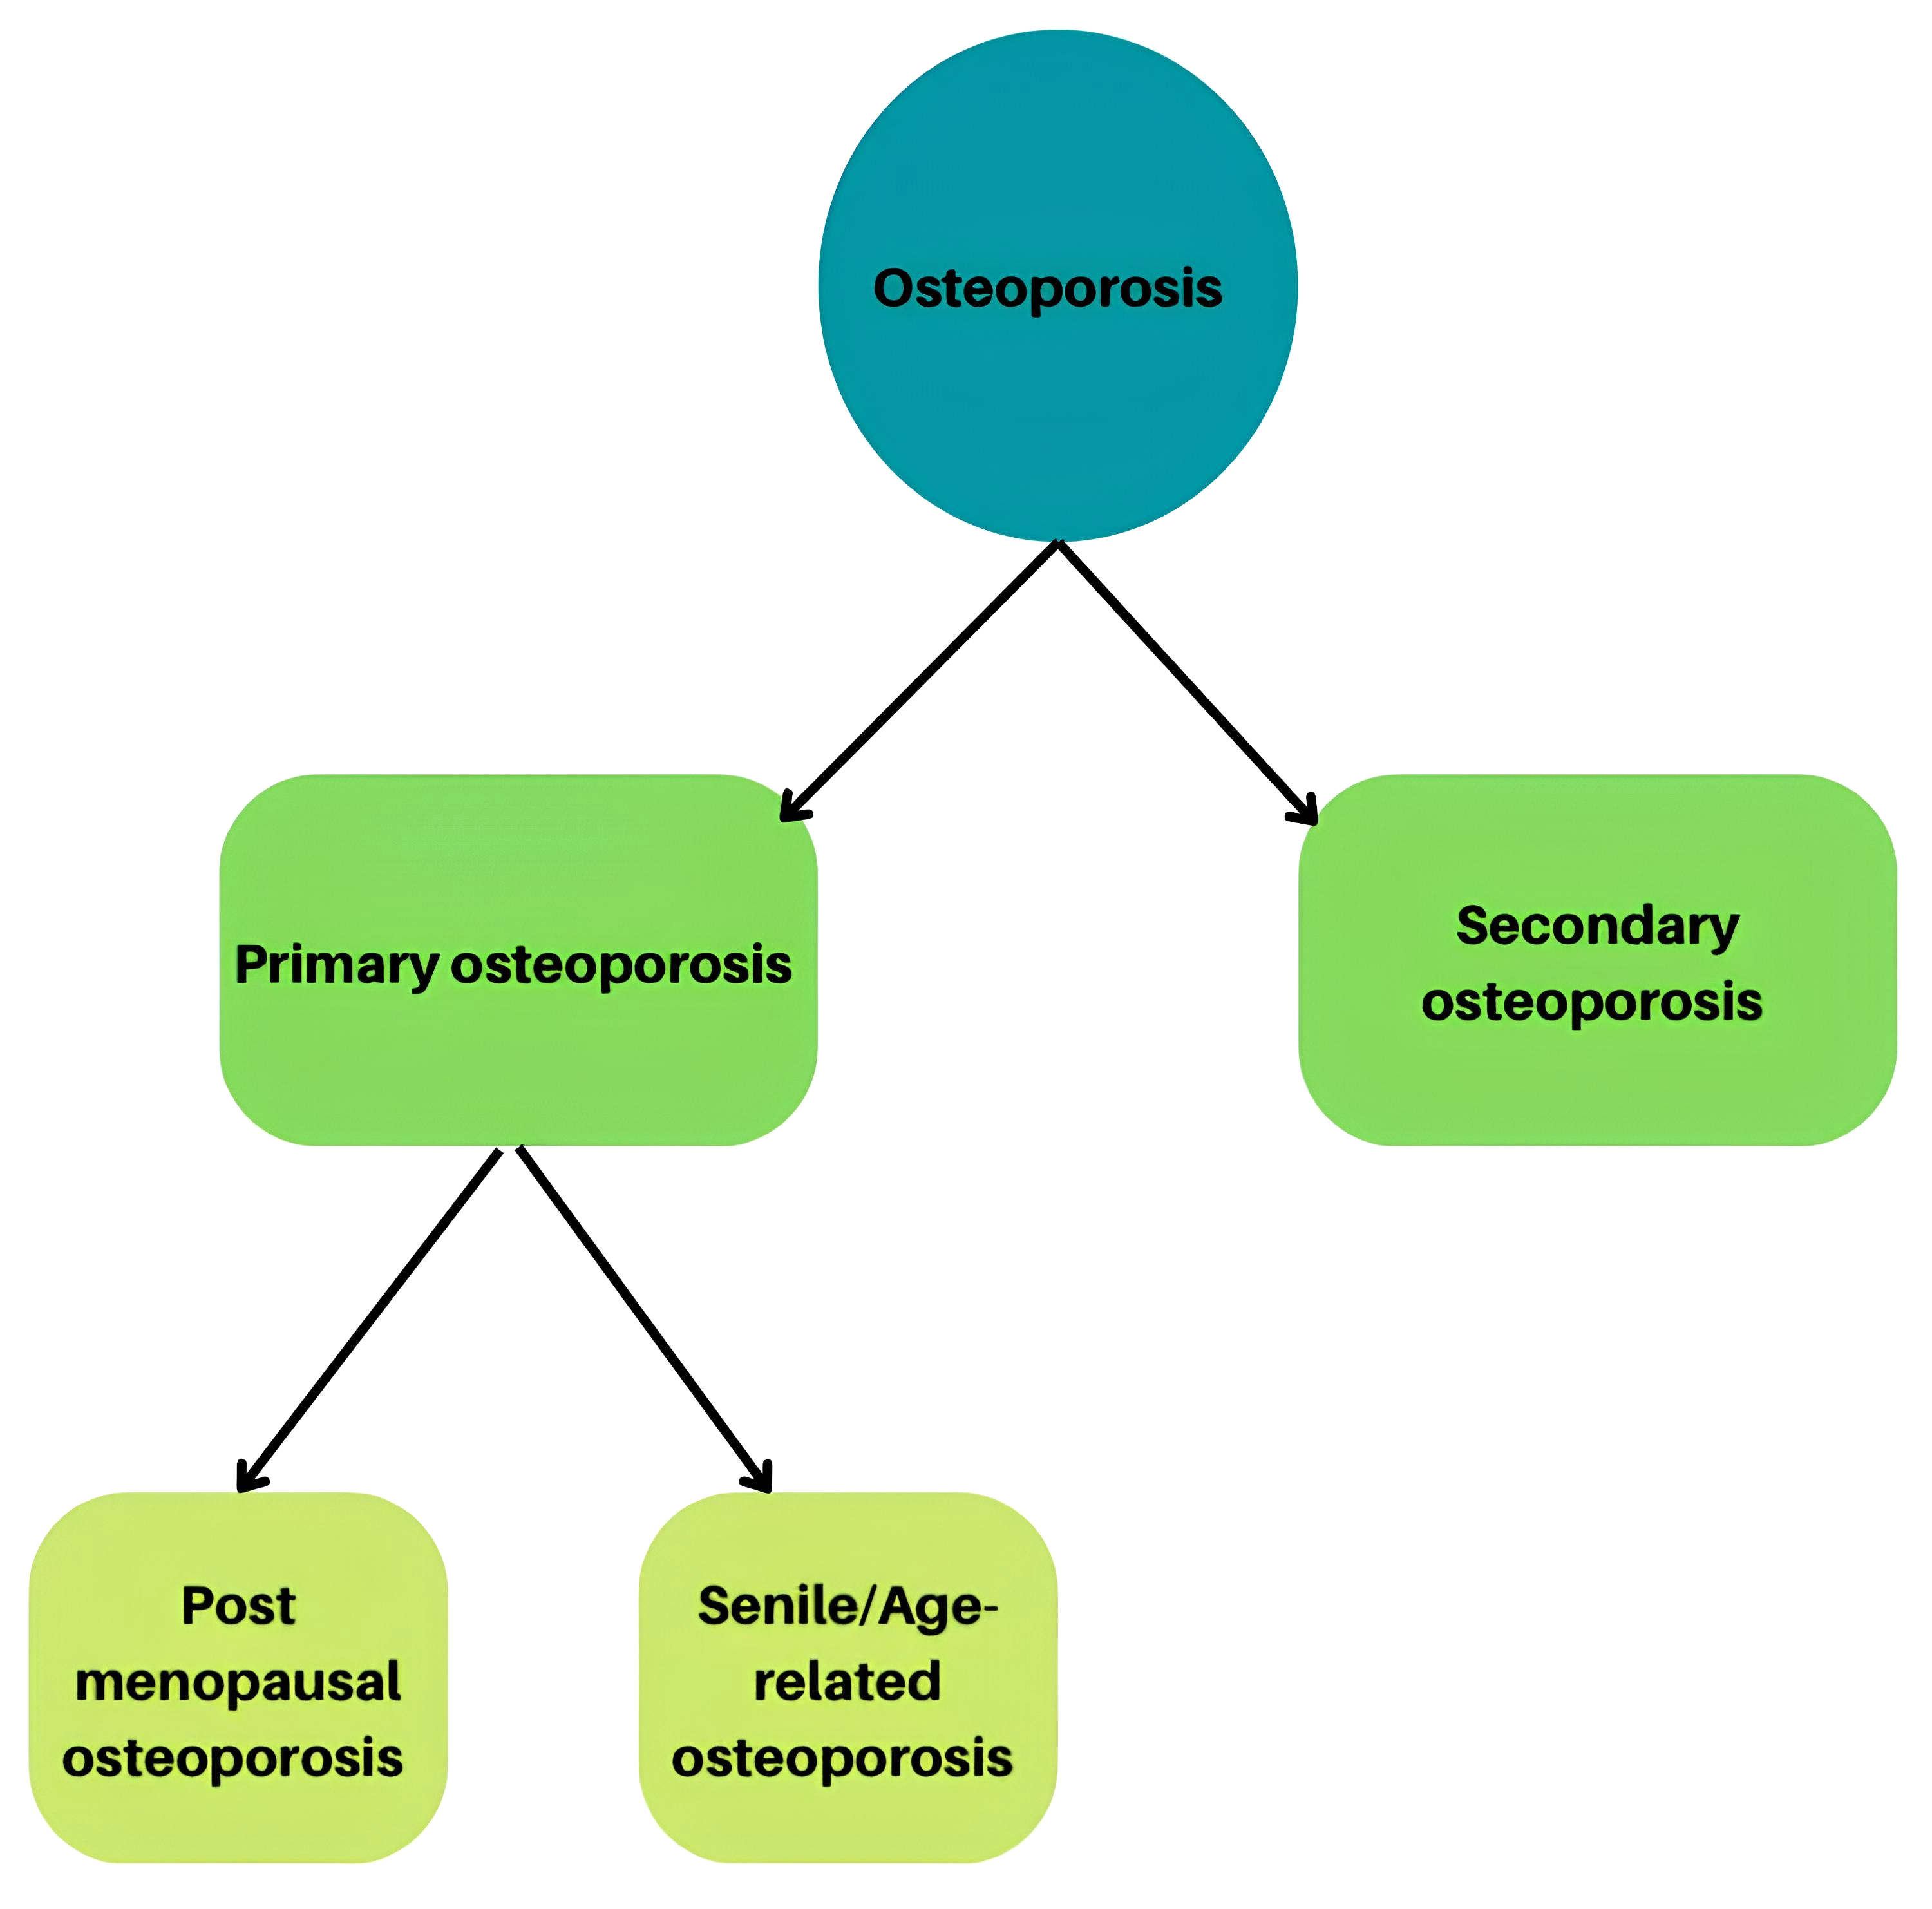 Osteoporosis
Primary osteoporosis
Secondary
osteoporosis
Post
menopausal
osteoporosis
Senile/Age-
related
osteoporosis